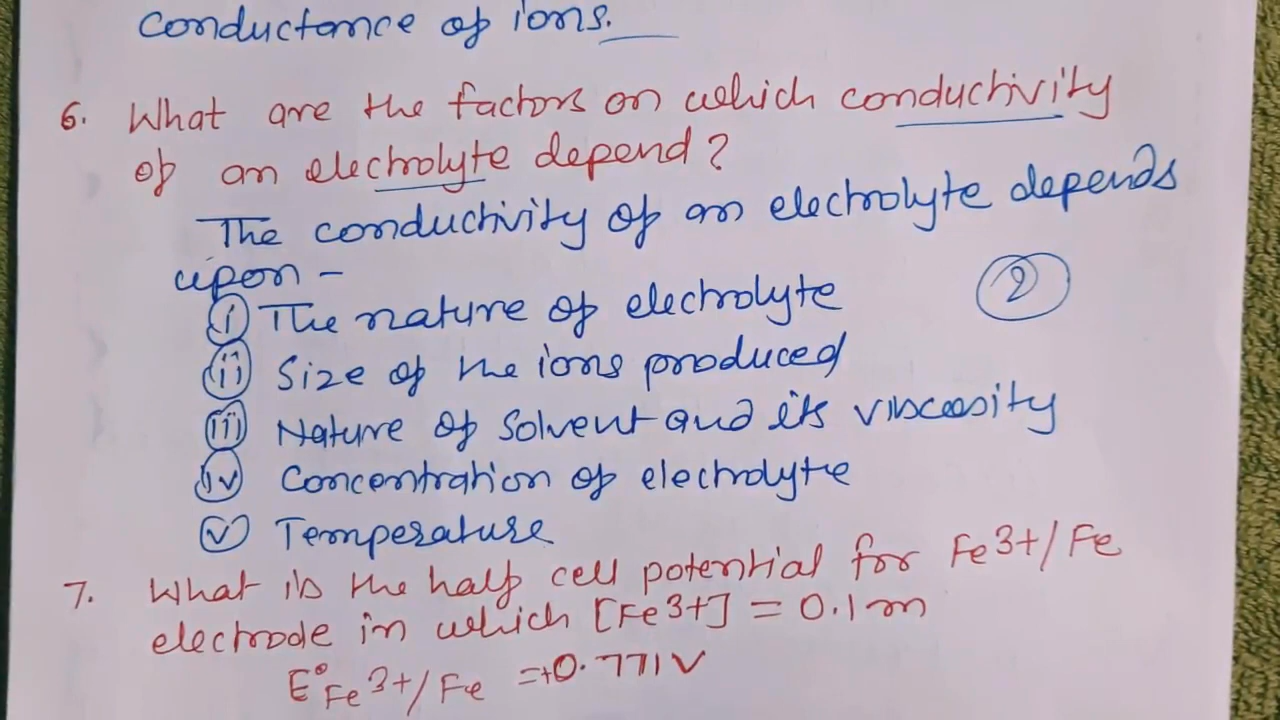 Conductance of ions.
6. What are the factors on which conductivity
of an electrolyte depend?
The conductivity of an electrolyte depends
upon -
(i) The nature of electrolyte
(ii) Size of the ions produced
(iii) Nature of Solvent and its viscosity
(iv) Concentration of electrolyte
(v) Temperature
2
7. What is the half cell potential for Fe3+/Fe
electrode in which [Fe3+] = 0.1m
E°Fe3+/Fe = +0.771V